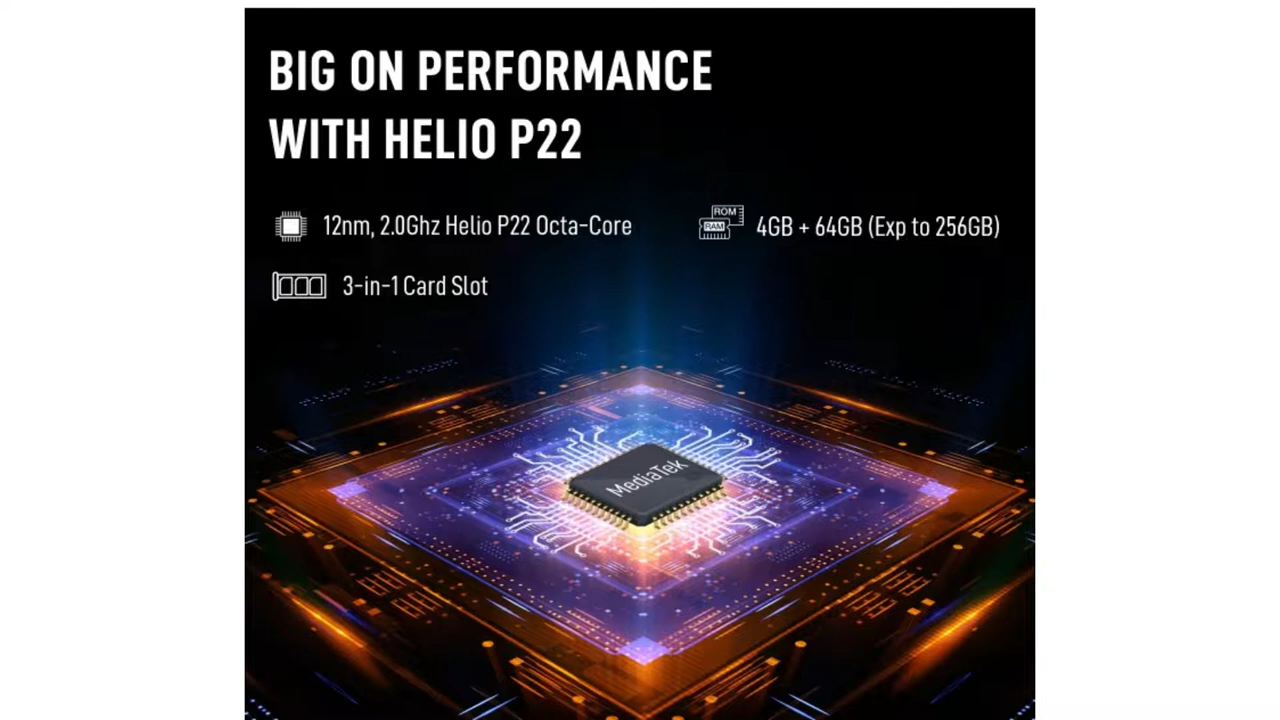 BIG ON PERFORMANCE
WITH HELIO P22
12nm, 2.0Ghz Helio P22 Octa-Core
ROM
RAM
4GB + 64GB (Exp to 256GB)
3-in-1 Card Slot
MediaTek